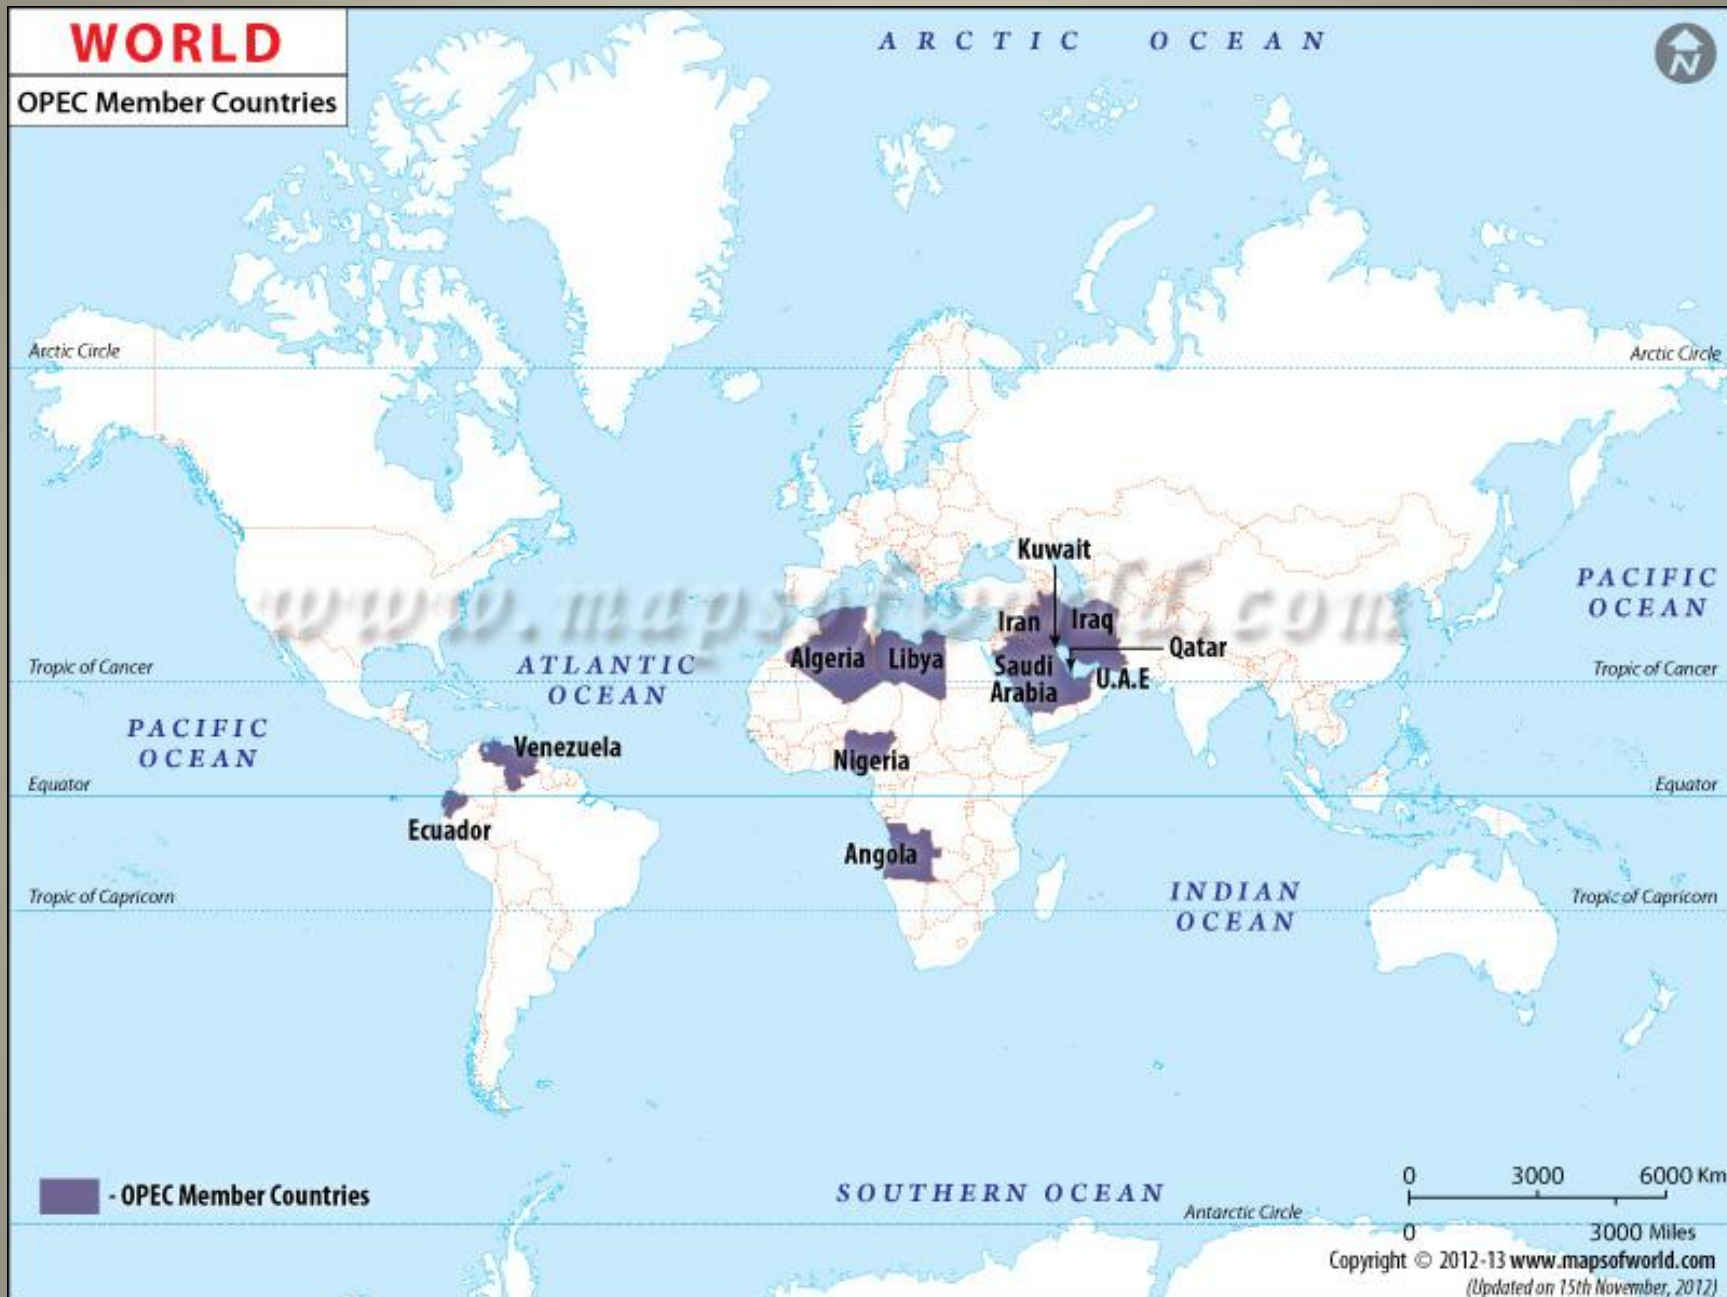 WORLD
OPEC Member Countries
ARCTIC OCEAN
N
Arctic Circle
Arctic Circle
Kuwait
PACIFIC
OCEAN
www.mapsofworld.com
Iran
Iraq
Qatar
Algeria
Libya
Saudi
Arabia
U.A.E
Tropic of Cancer
ATLANTIC
OCEAN
Tropic of Cancer
PACIFIC
OCEAN
Venezuela
Nigeria
Equator
Equator
Ecuador
Angola
Tropic of Capricorn
INDIAN
OCEAN
Tropic of Capricorn
- OPEC Member Countries
SOUTHERN OCEAN
Antarctic Circle
0 3000 6000 Km
0 3000 Miles
Copyright © 2012-13 www.mapsofworld.com
(Updated on 15th November, 2012)